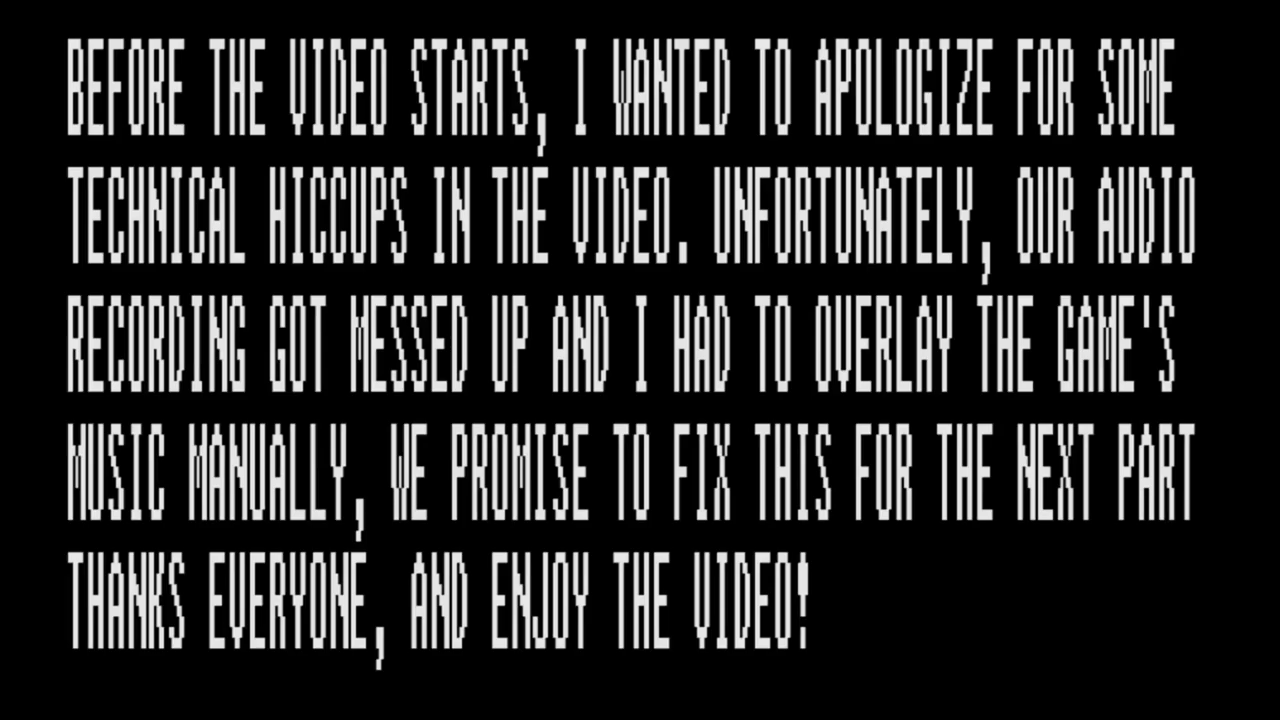 BEFORE THE VIDEO STARTS, I WANTED TO APOLOGIZE FOR SOME
TECHNICAL HICCUPS IN THE VIDEO. UNFORTUNATELY, OUR AUDIO
RECORDING GOT MESSED UP AND I HAD TO OVERLAY THE GAME'S
MUSIC MANUALLY, WE PROMISE TO FIX THIS FOR THE NEXT PART
THANKS EVERYONE, AND ENJOY THE VIDEO!